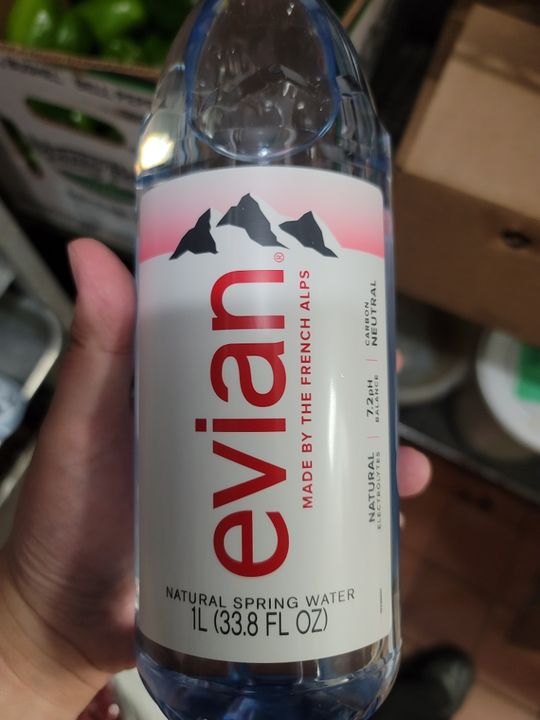 evian®
MADE BY THE FRENCH ALPS
NATURAL
ELECTROLYTES
7.2pH
BALANCE
CARBON
NEUTRAL
NATURAL SPRING WATER
1L (33.8 FL OZ)